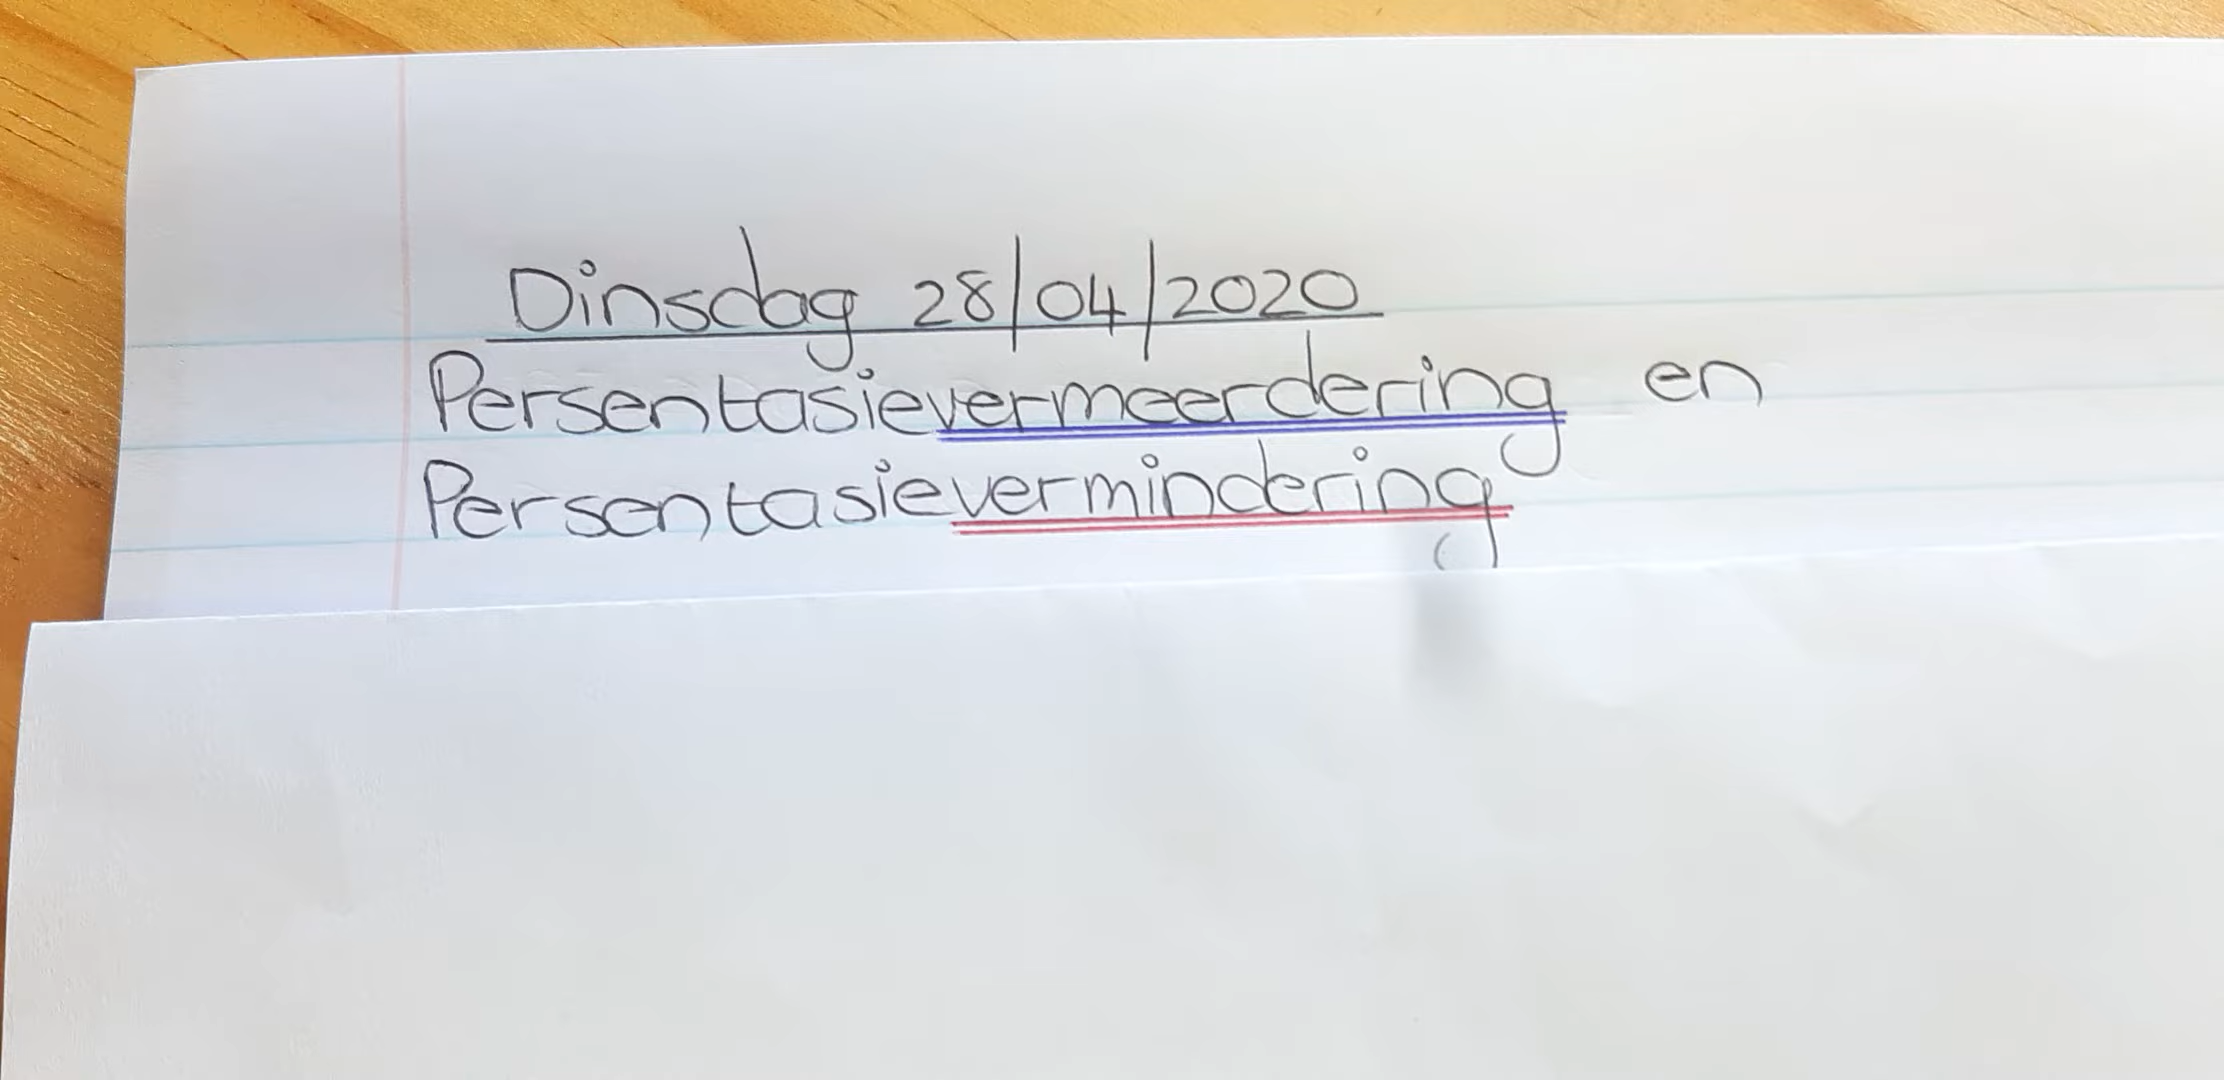 Dinsdag 28/04/2020
Persentasievermeerdering en
Persentasievermindering